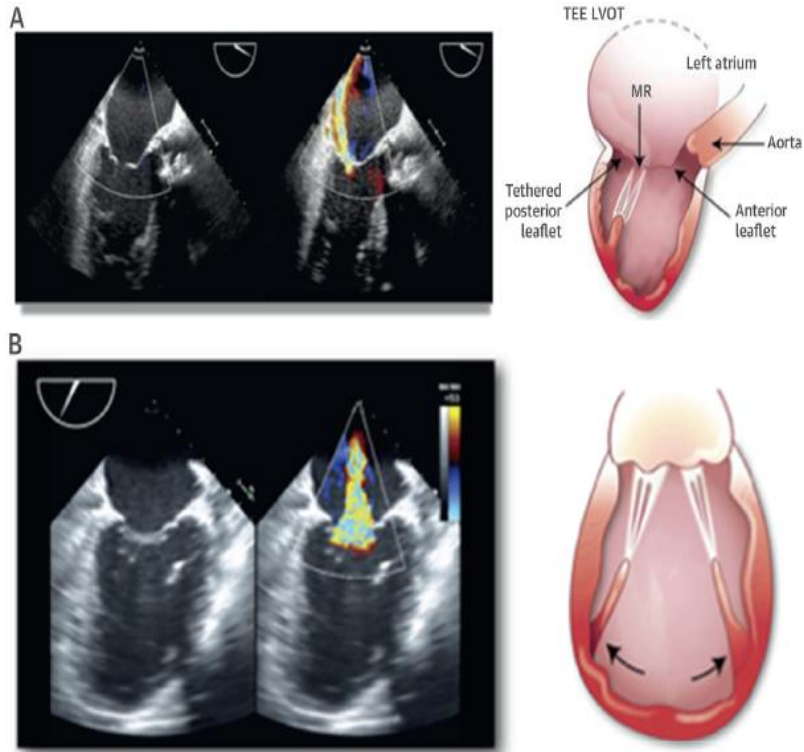 A
TEE LVOT
Left atrium
MR
Aorta
Tethered
posterior
leaflet
Anterior
leaflet
B